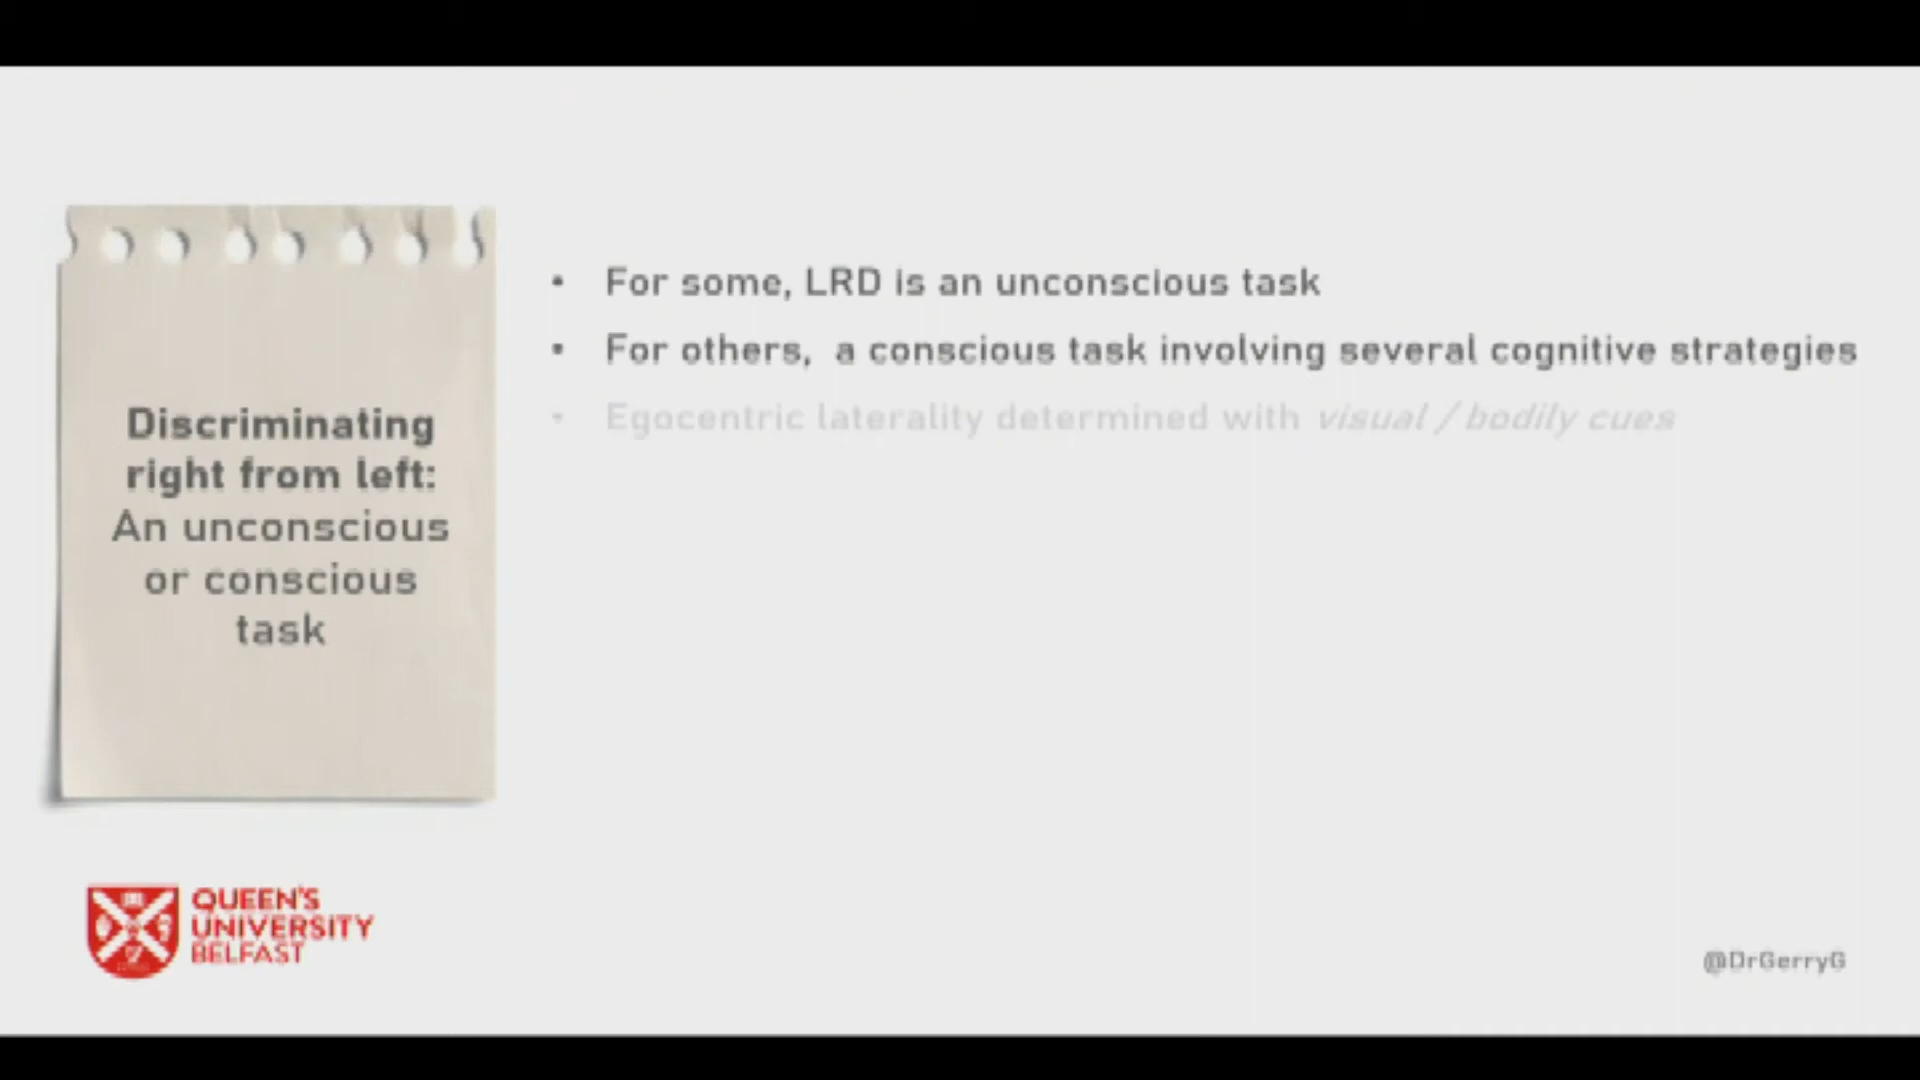 Discriminating
right from left:
An unconscious
or conscious
task
• For some, LRD is an unconscious task
• For others, a conscious task involving several cognitive strategies
• Egocentric laterality determined with visual / bodily cues
QUEEN'S
UNIVERSITY
BELFAST
@DrGerryG